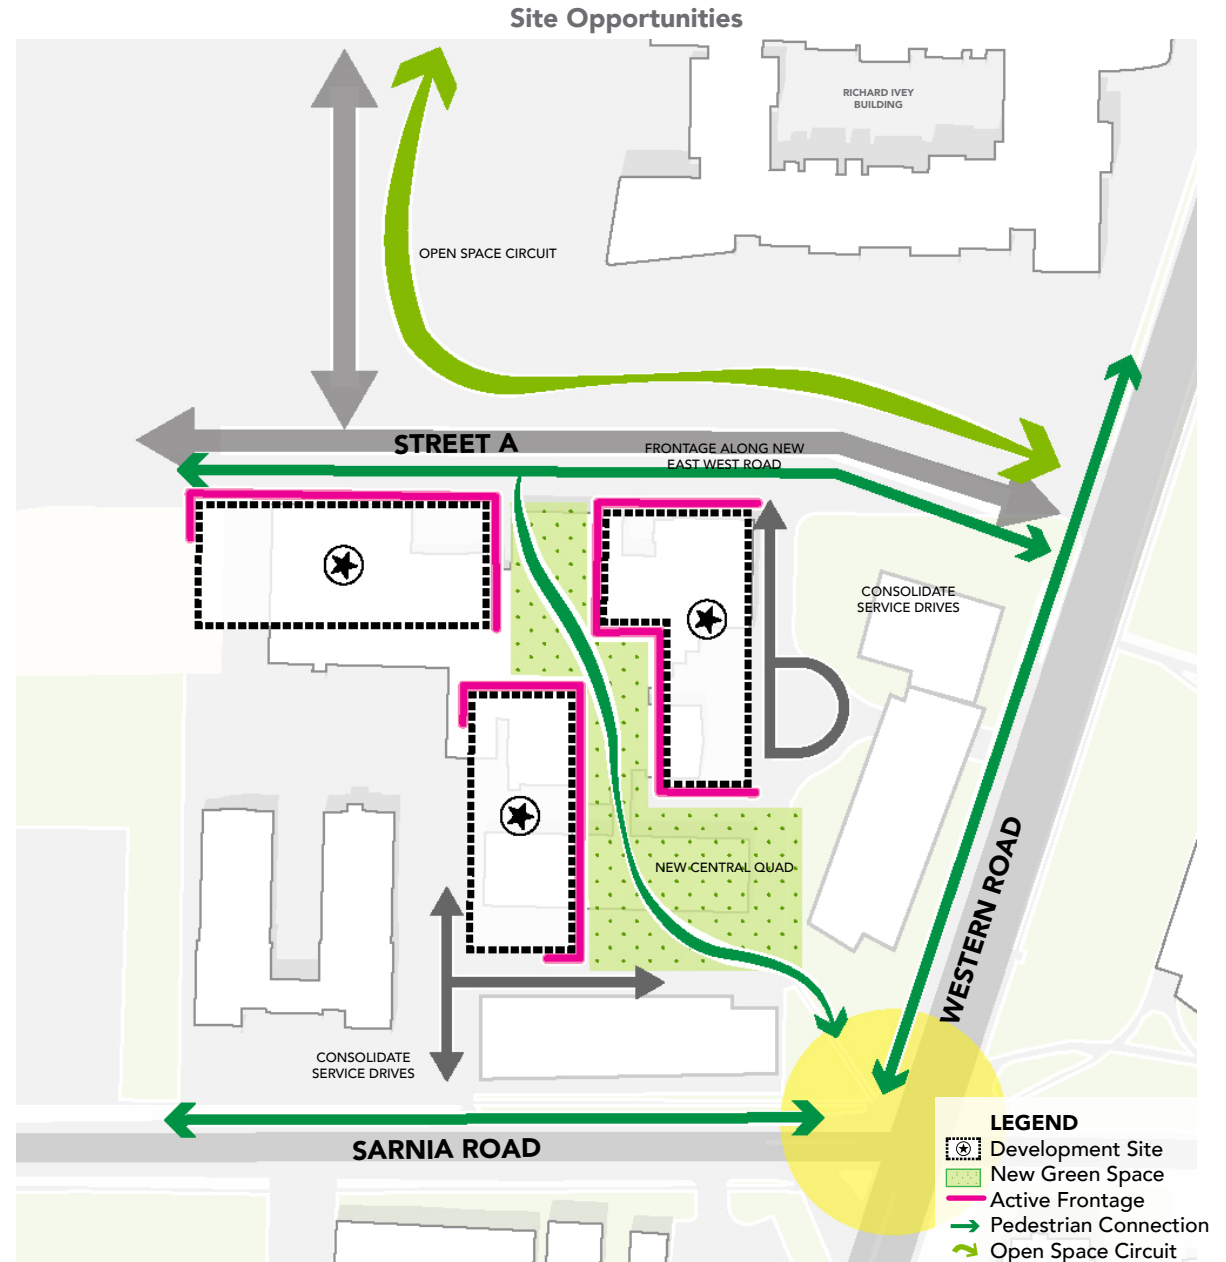 Site Opportunities
RICHARD IVEY
BUILDING
OPEN SPACE CIRCUIT
STREET A
FRONTAGE ALONG NEW
EAST WEST ROAD
CONSOLIDATE
SERVICE DRIVES
NEW CENTRAL QUAD
WESTERN ROAD
CONSOLIDATE
SERVICE DRIVES
SARNIA ROAD
LEGEND
Development Site
New Green Space
Active Frontage
Pedestrian Connection
Open Space Circuit